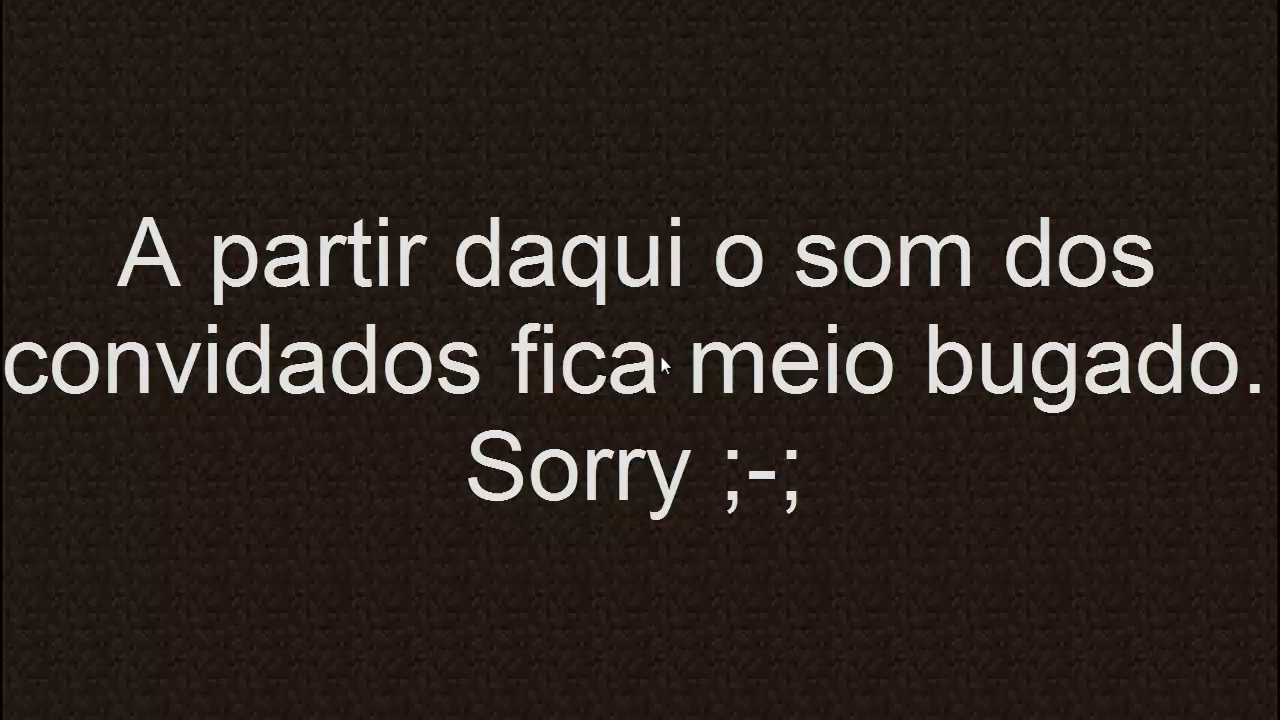 A partir daqui o som dos
convidados fica meio bugado.
Sorry ;-;